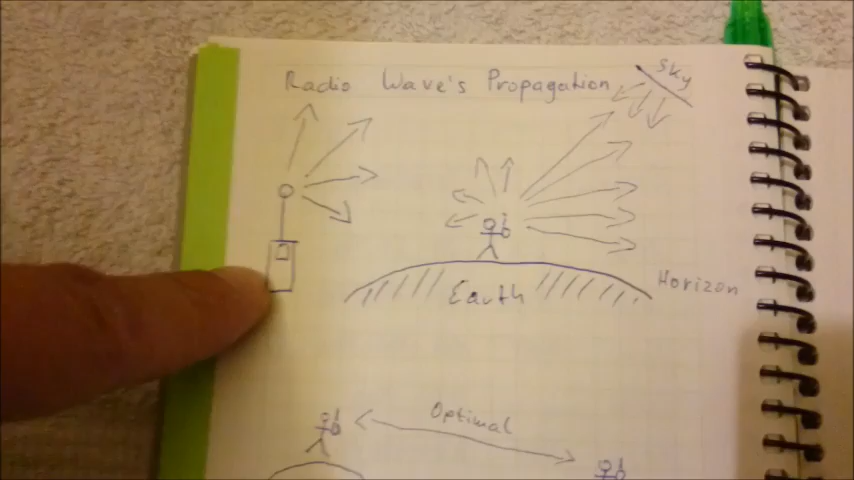 Sky
Radio Wave's Propagation
Earth
Horizon
Optimal